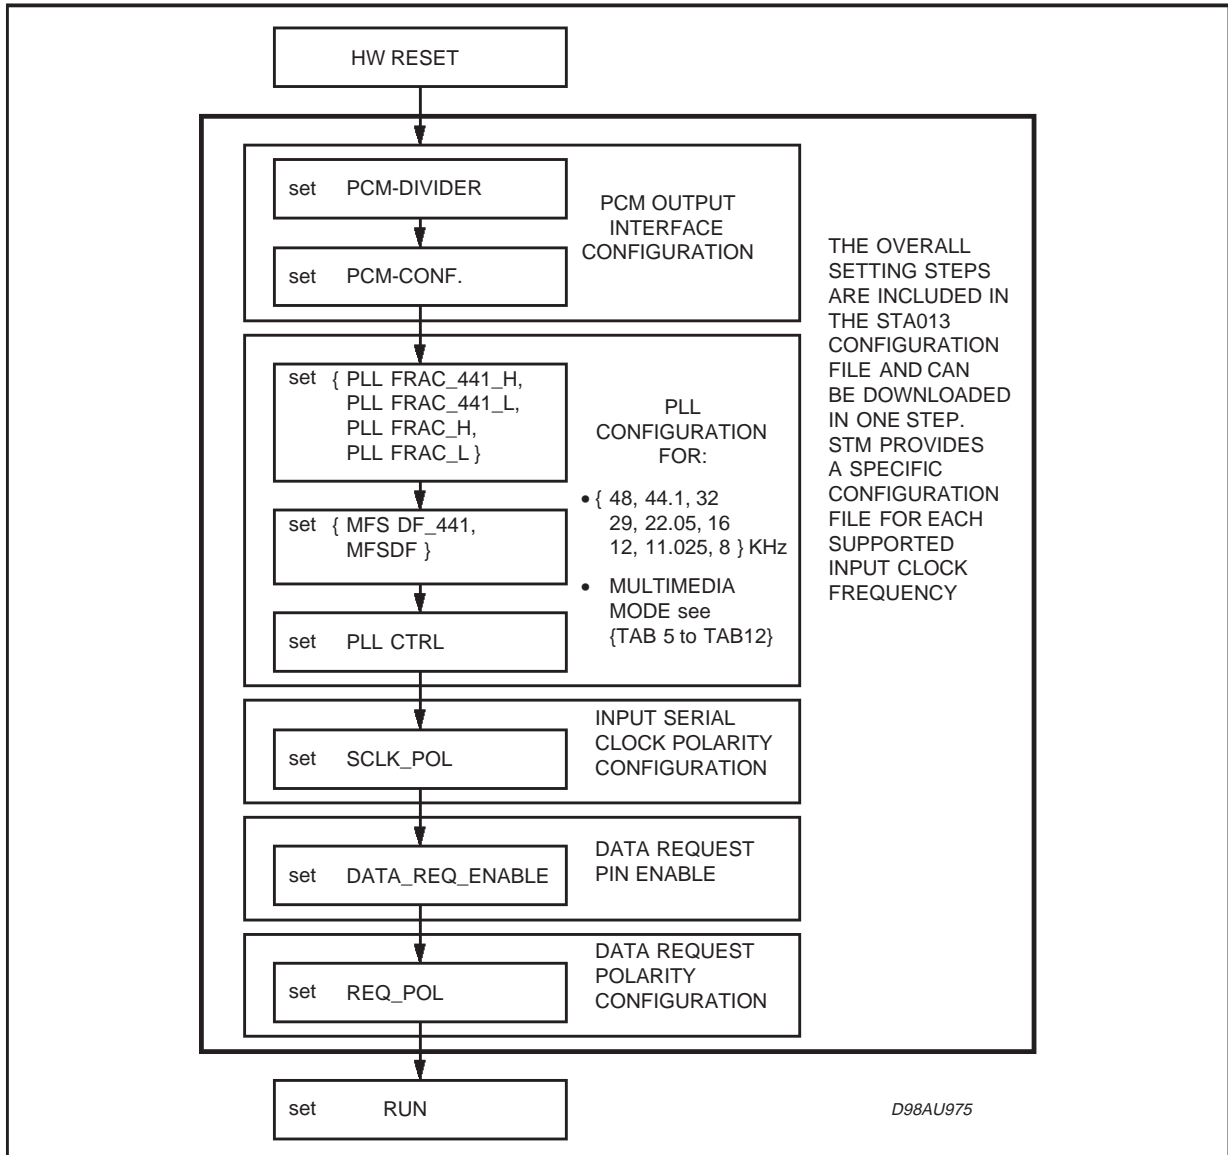 HW RESET
set PCM-DIVIDER
set PCM-CONF.
PCM OUTPUT
INTERFACE
CONFIGURATION
set { PLL FRAC_441_H,
PLL FRAC_441_L,
PLL FRAC_H,
PLL FRAC_L }
set { MFS DF_441,
MFSDF }
set PLL CTRL
PLL
CONFIGURATION
FOR:
• { 48, 44.1, 32
29, 22.05, 16
12, 11.025, 8 } KHz
• MULTIMEDIA
MODE see
{TAB 5 to TAB12}
set SCLK_POL
INPUT SERIAL
CLOCK POLARITY
CONFIGURATION
set DATA_REQ_ENABLE
DATA REQUEST
PIN ENABLE
set REQ_POL
DATA REQUEST
POLARITY
CONFIGURATION
THE OVERALL
SETTING STEPS
ARE INCLUDED IN
THE STA013
CONFIGURATION
FILE AND CAN
BE DOWNLOADED
IN ONE STEP.
STM PROVIDES
A SPECIFIC
CONFIGURATION
FILE FOR EACH
SUPPORTED
INPUT CLOCK
FREQUENCY
set RUN
D98AU975